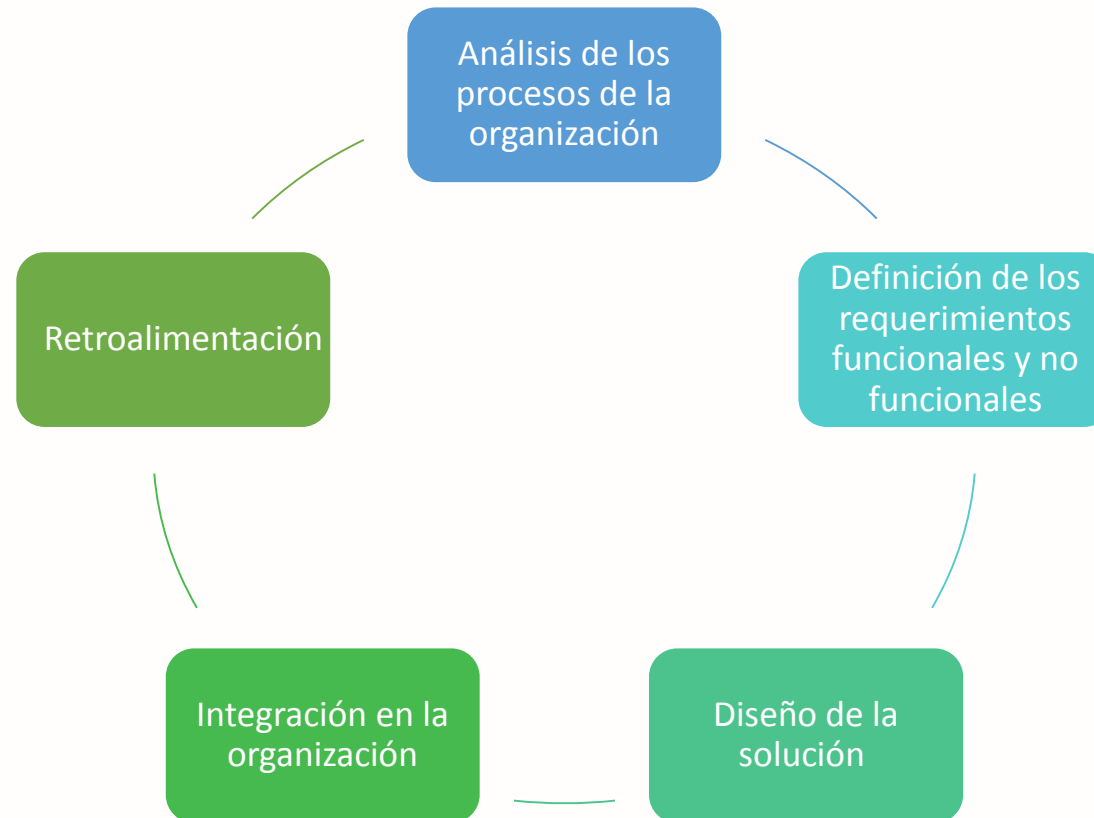 Análisis de los
procesos de la
organización
Definición de los
requerimientos
funcionales y no
funcionales
Diseño de la
solución
Integración en la
organización
Retroalimentación